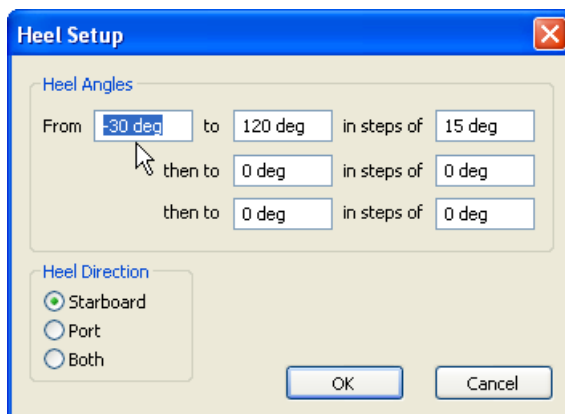 Heel Setup
Heel Angles
From -30 deg to 120 deg in steps of 15 deg
then to 0 deg in steps of 0 deg
then to 0 deg in steps of 0 deg
Heel Direction
Starboard
Port
Both
OK Cancel